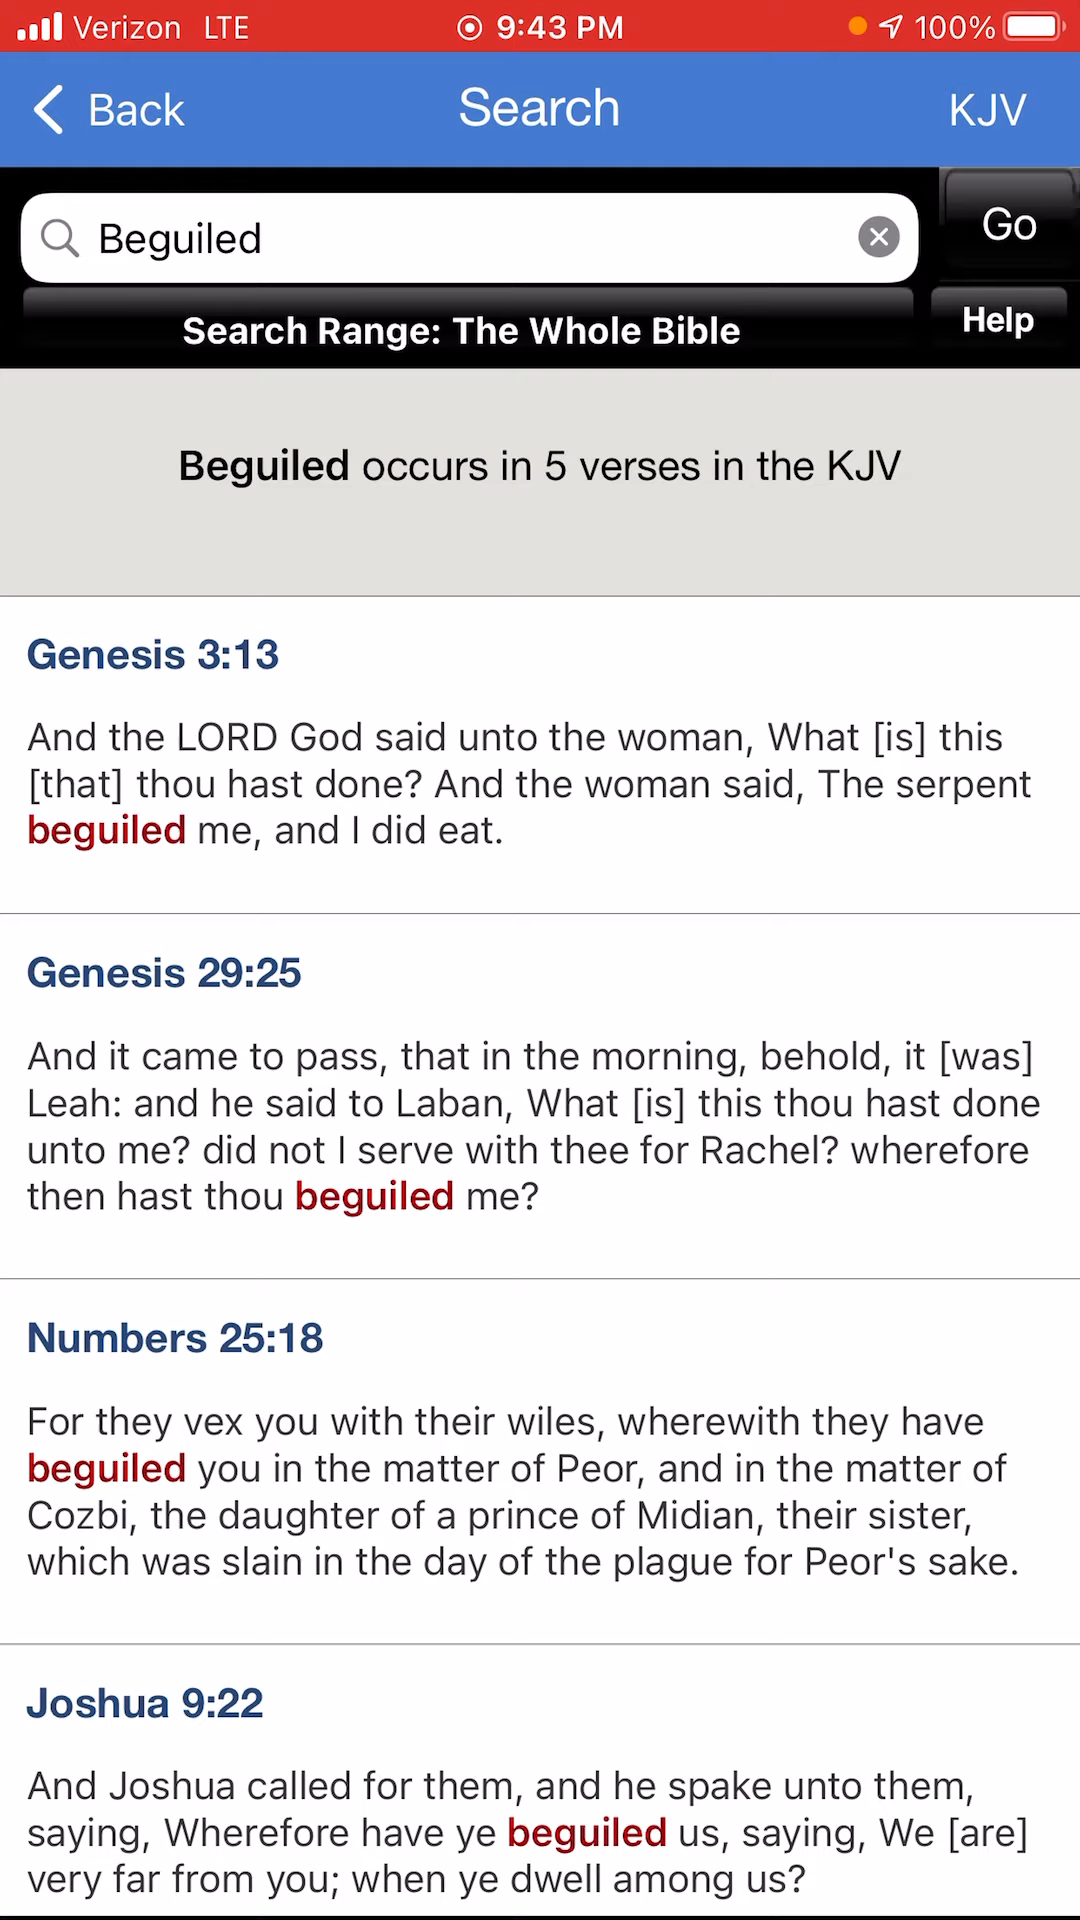 Verizon LTE 9:43 PM 100%
Back Search KJV
Beguiled Go
Search Range: The Whole Bible Help
Beguiled occurs in 5 verses in the KJV
Genesis 3:13
And the LORD God said unto the woman, What [is] this
[that] thou hast done? And the woman said, The serpent
beguiled me, and I did eat.
Genesis 29:25
And it came to pass, that in the morning, behold, it [was]
Leah: and he said to Laban, What [is] this thou hast done
unto me? did not I serve with thee for Rachel? wherefore
then hast thou beguiled me?
Numbers 25:18
For they vex you with their wiles, wherewith they have
beguiled you in the matter of Peor, and in the matter of
Cozbi, the daughter of a prince of Midian, their sister,
which was slain in the day of the plague for Peor's sake.
Joshua 9:22
And Joshua called for them, and he spake unto them,
saying, Wherefore have ye beguiled us, saying, We [are]
very far from you; when ye dwell among us?